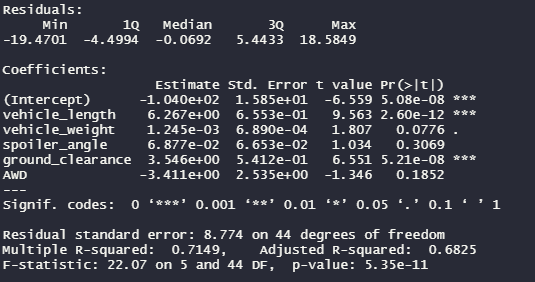 Residuals:
     Min       1Q   Median       3Q      Max
-19.4701  -4.4994  -0.0692   5.4433  18.5849
Coefficients:
                   Estimate Std. Error t value Pr(>|t|)
(Intercept)      -1.040e+02  1.585e+01  -6.559 5.08e-08 ***
vehicle_length    6.267e+00  6.553e-01   9.563 2.60e-12 ***
vehicle_weight    1.245e-03  6.890e-04   1.807   0.0776 .
spoiler_angle     6.877e-02  6.653e-02   1.034   0.3069
ground_clearance  3.546e+00  5.412e-01   6.551 5.21e-08 ***
AWD              -3.411e+00  2.535e+00  -1.346   0.1852
---
Signif. codes:  0 ‘***’ 0.001 ‘**’ 0.01 ‘*’ 0.05 ‘.’ 0.1 ‘ ’ 1
Residual standard error: 8.774 on 44 degrees of freedom
Multiple R-squared:  0.7149,	Adjusted R-squared:  0.6825
F-statistic: 22.07 on 5 and 44 DF,  p-value: 5.35e-11